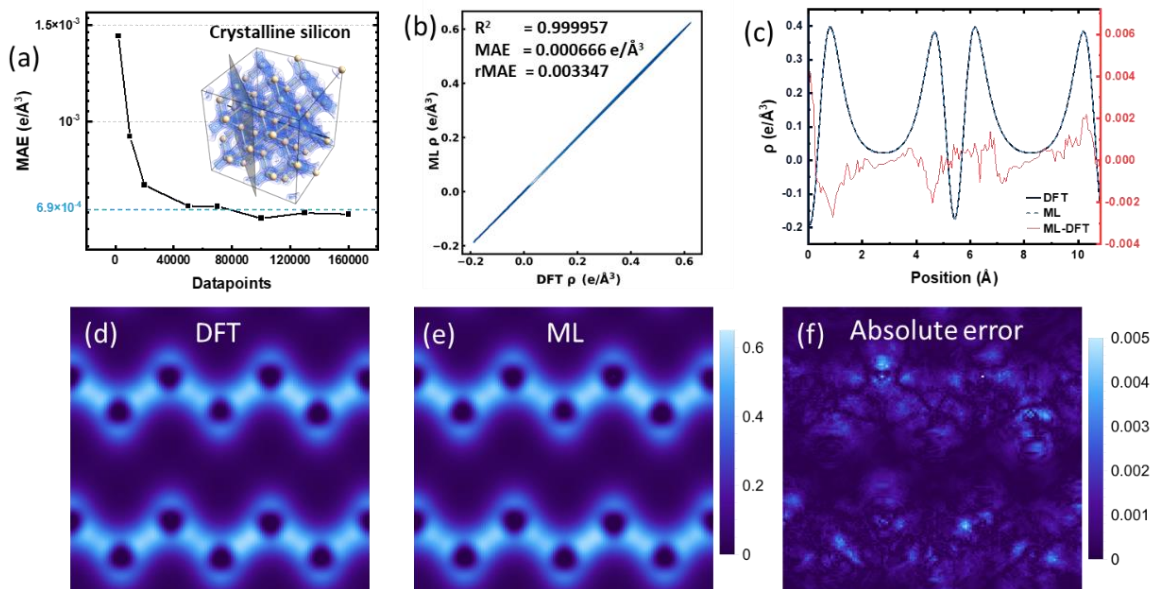 (a)
Crystalline silicon
1.5×10⁻³
10⁻³
6.9×10⁻⁴
MAE (e/Å³)
0 40000 80000 120000 160000
Datapoints
(b)
R² = 0.999957
MAE = 0.000666 e/Å³
rMAE = 0.003347
ML ρ (e/Å³)
0.6
0.4
0.2
0.0
−0.2
−0.2 0.0 0.2 0.4 0.6
DFT ρ (e/Å³)
(c)
ρ (e/Å³)
0.4
0.3
0.2
0.1
0.0
-0.1
-0.2
0.006
0.004
0.002
0.000
-0.002
-0.004
DFT
ML
ML-DFT
0 2 4 6 8 10
Position (Å)
(d) DFT
(e) ML
0.6
0.4
0.2
0
(f) Absolute error
0.005
0.004
0.003
0.002
0.001
0